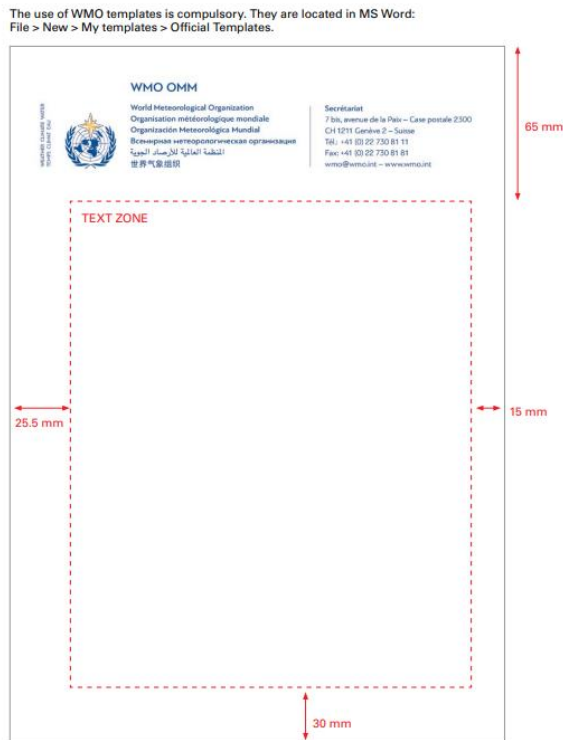 The use of WMO templates is compulsory. They are located in MS Word:
File > New > My templates > Official Templates.
WMO OMM
World Meteorological Organization
Organisation météorologique mondiale
Organización Meteorológica Mundial
Всемирная метеорологическая организация
المنظمة العالمية للأرصاد الجوية
世界气象组织
Secrétariat
7 bis, avenue de la Paix – Case postale 2300
CH 1211 Genève 2 – Suisse
Tél.: +41 (0) 22 730 81 11
Fax: +41 (0) 22 730 81 81
wmo@wmo.int – www.wmo.int
65 mm
TEXT ZONE
25.5 mm
15 mm
30 mm